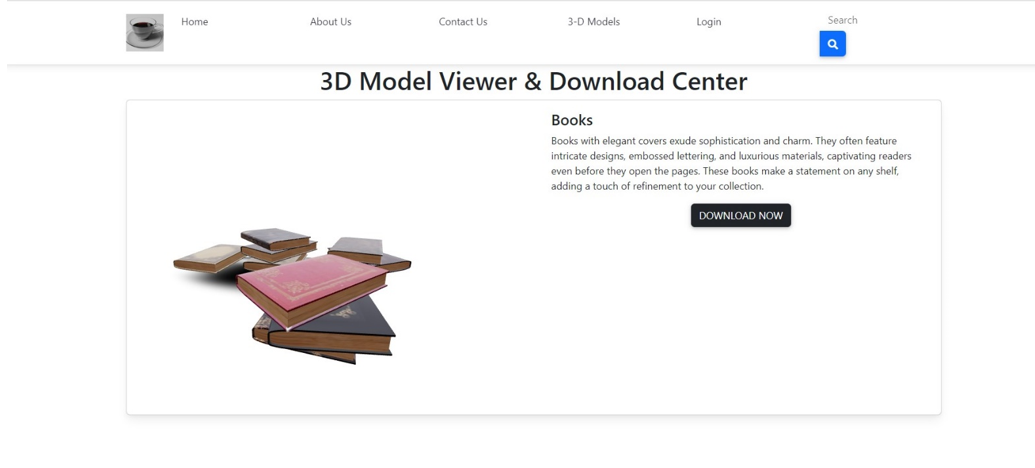 Home About Us Contact Us 3-D Models Login Search
3D Model Viewer & Download Center
Books
Books with elegant covers exude sophistication and charm. They often feature
intricate designs, embossed lettering, and luxurious materials, captivating readers
even before they open the pages. These books make a statement on any shelf,
adding a touch of refinement to your collection.
DOWNLOAD NOW